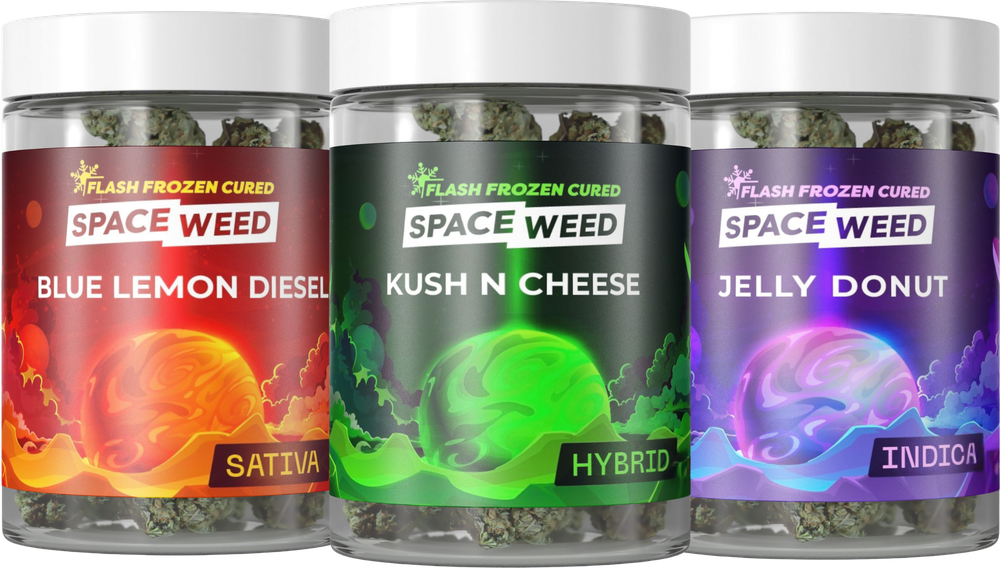 FLASH FROZEN CURED
SPACE WEED
BLUE LEMON DIESEL
SATIVA
FLASH FROZEN CURED
SPACE WEED
KUSH N CHEESE
HYBRID
FLASH FROZEN CURED
SPACE WEED
JELLY DONUT
INDICA